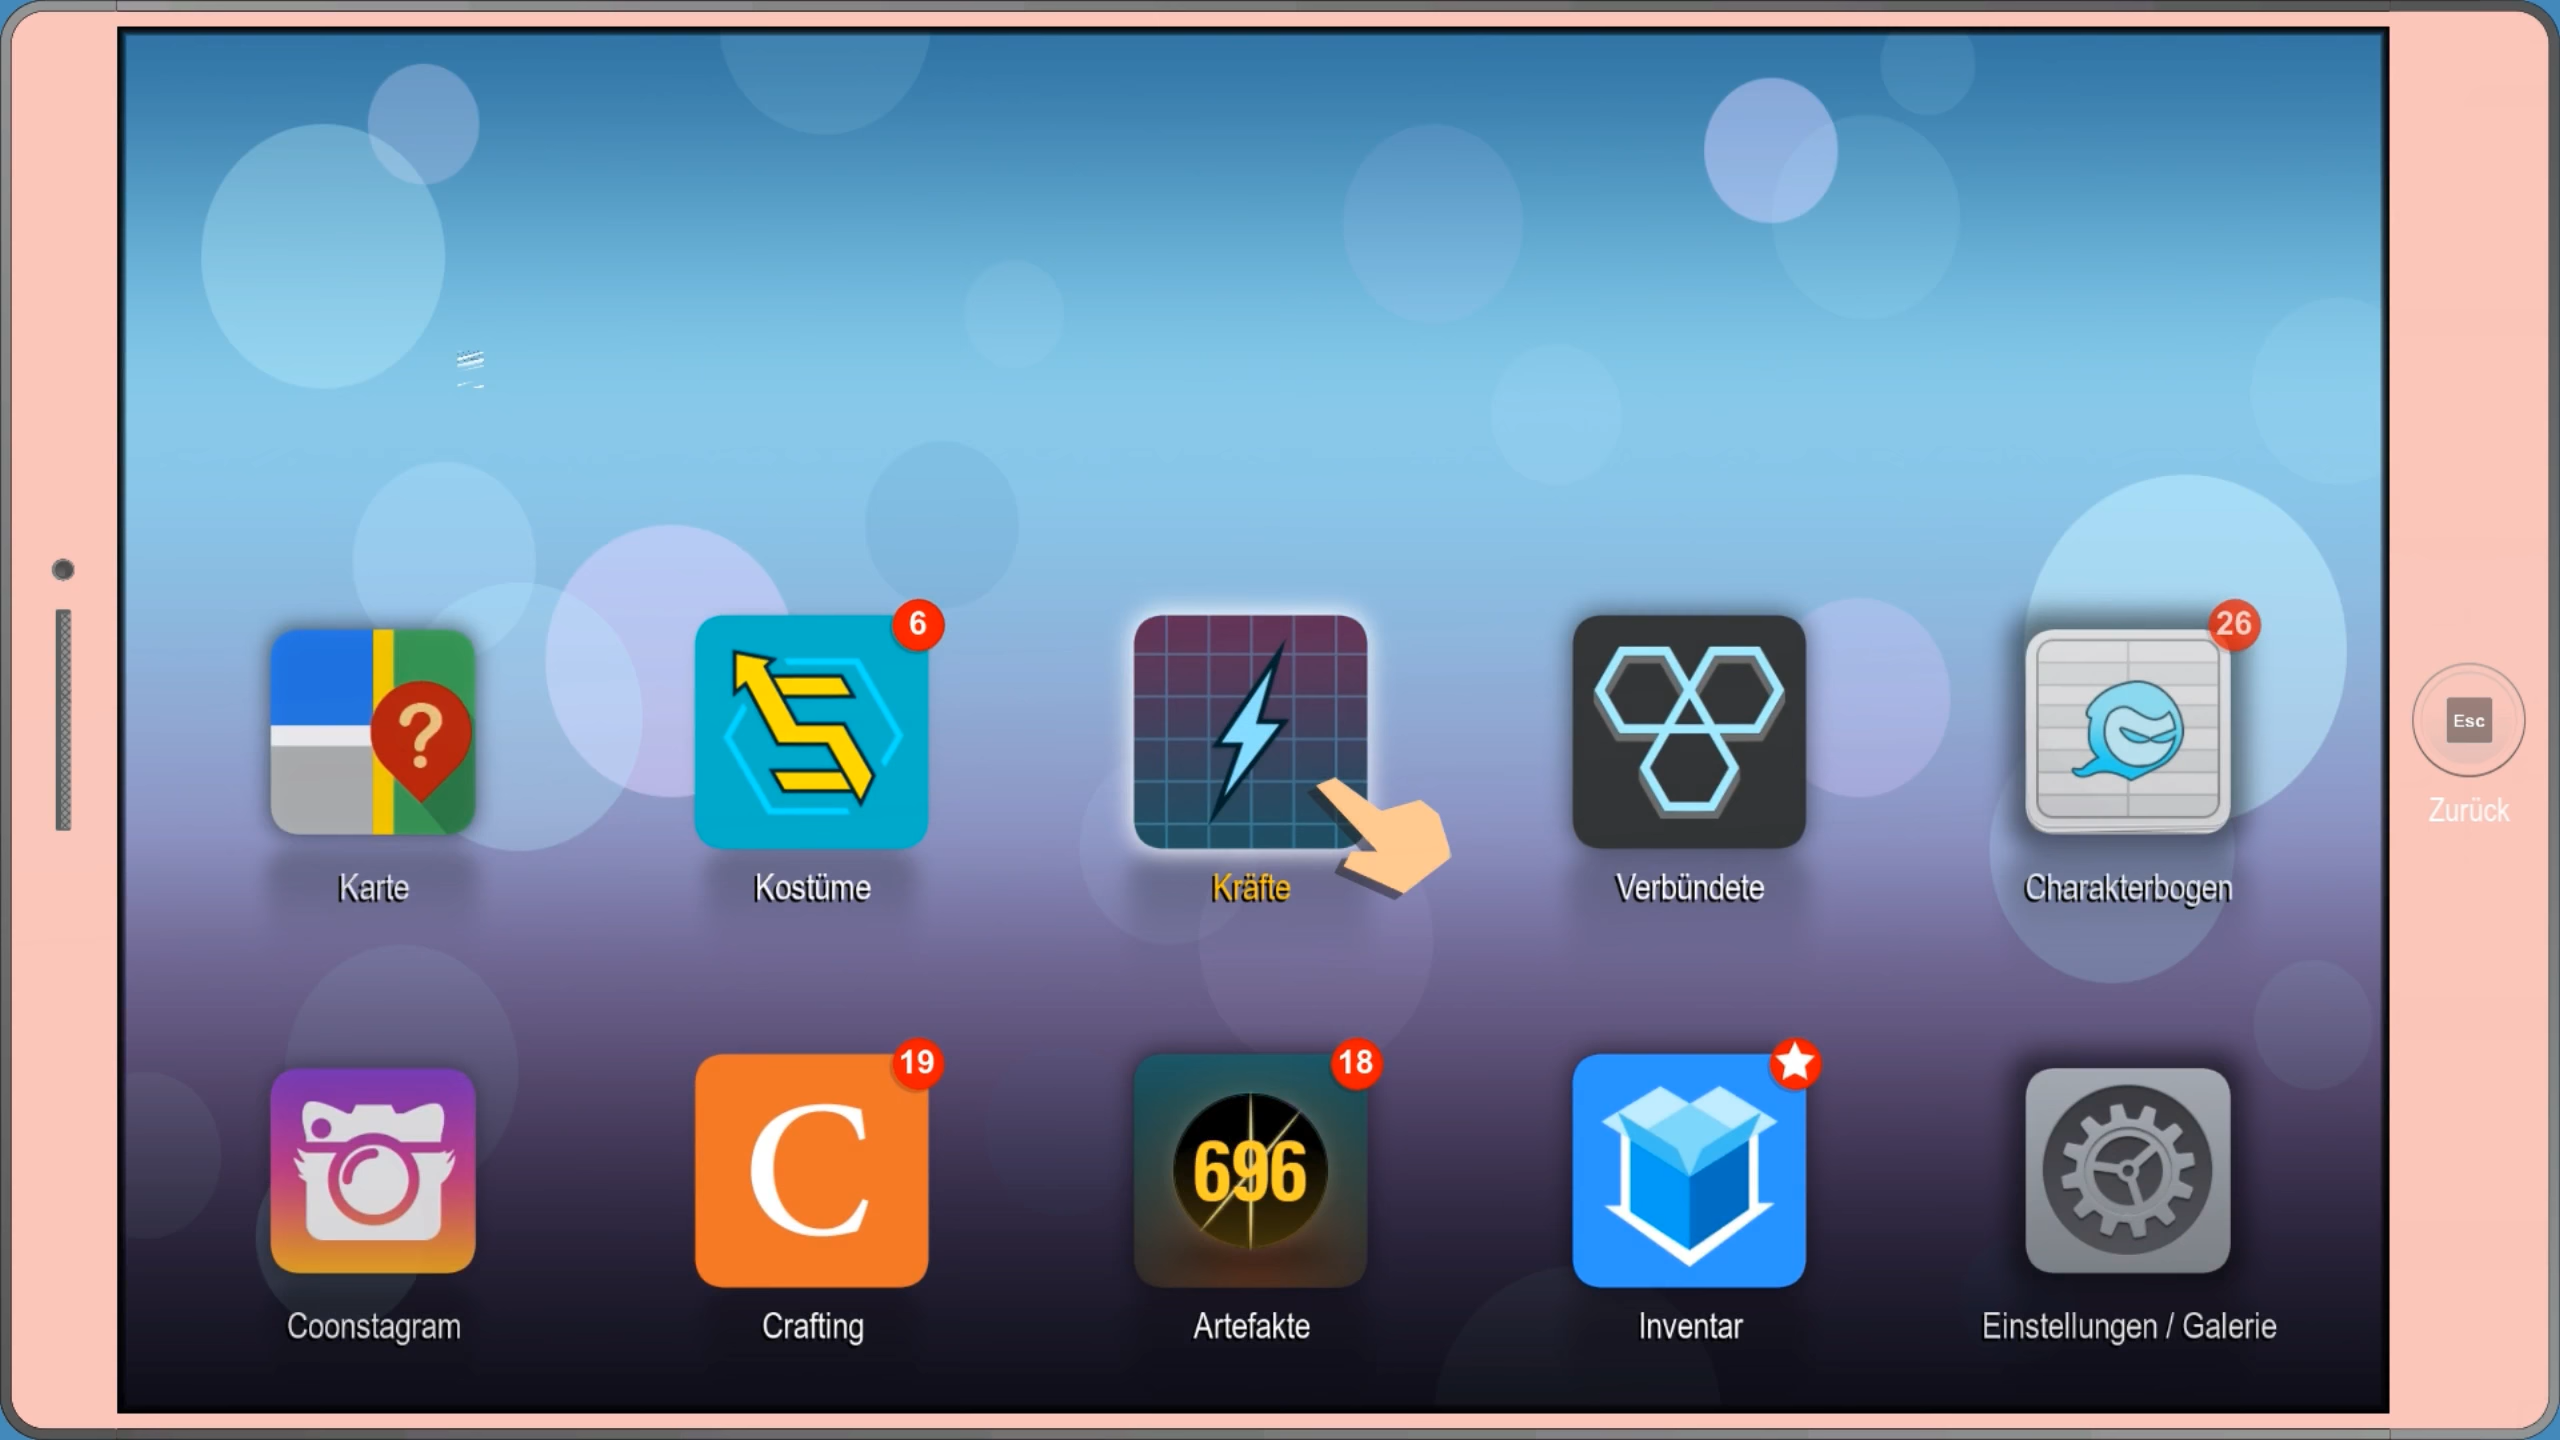 6
26
?
Karte
Kostüme
Kräfte
Verbündete
Charakterbogen
Esc
Zurück
19
18
C
696
Coonstagram
Crafting
Artefakte
Inventar
Einstellungen / Galerie